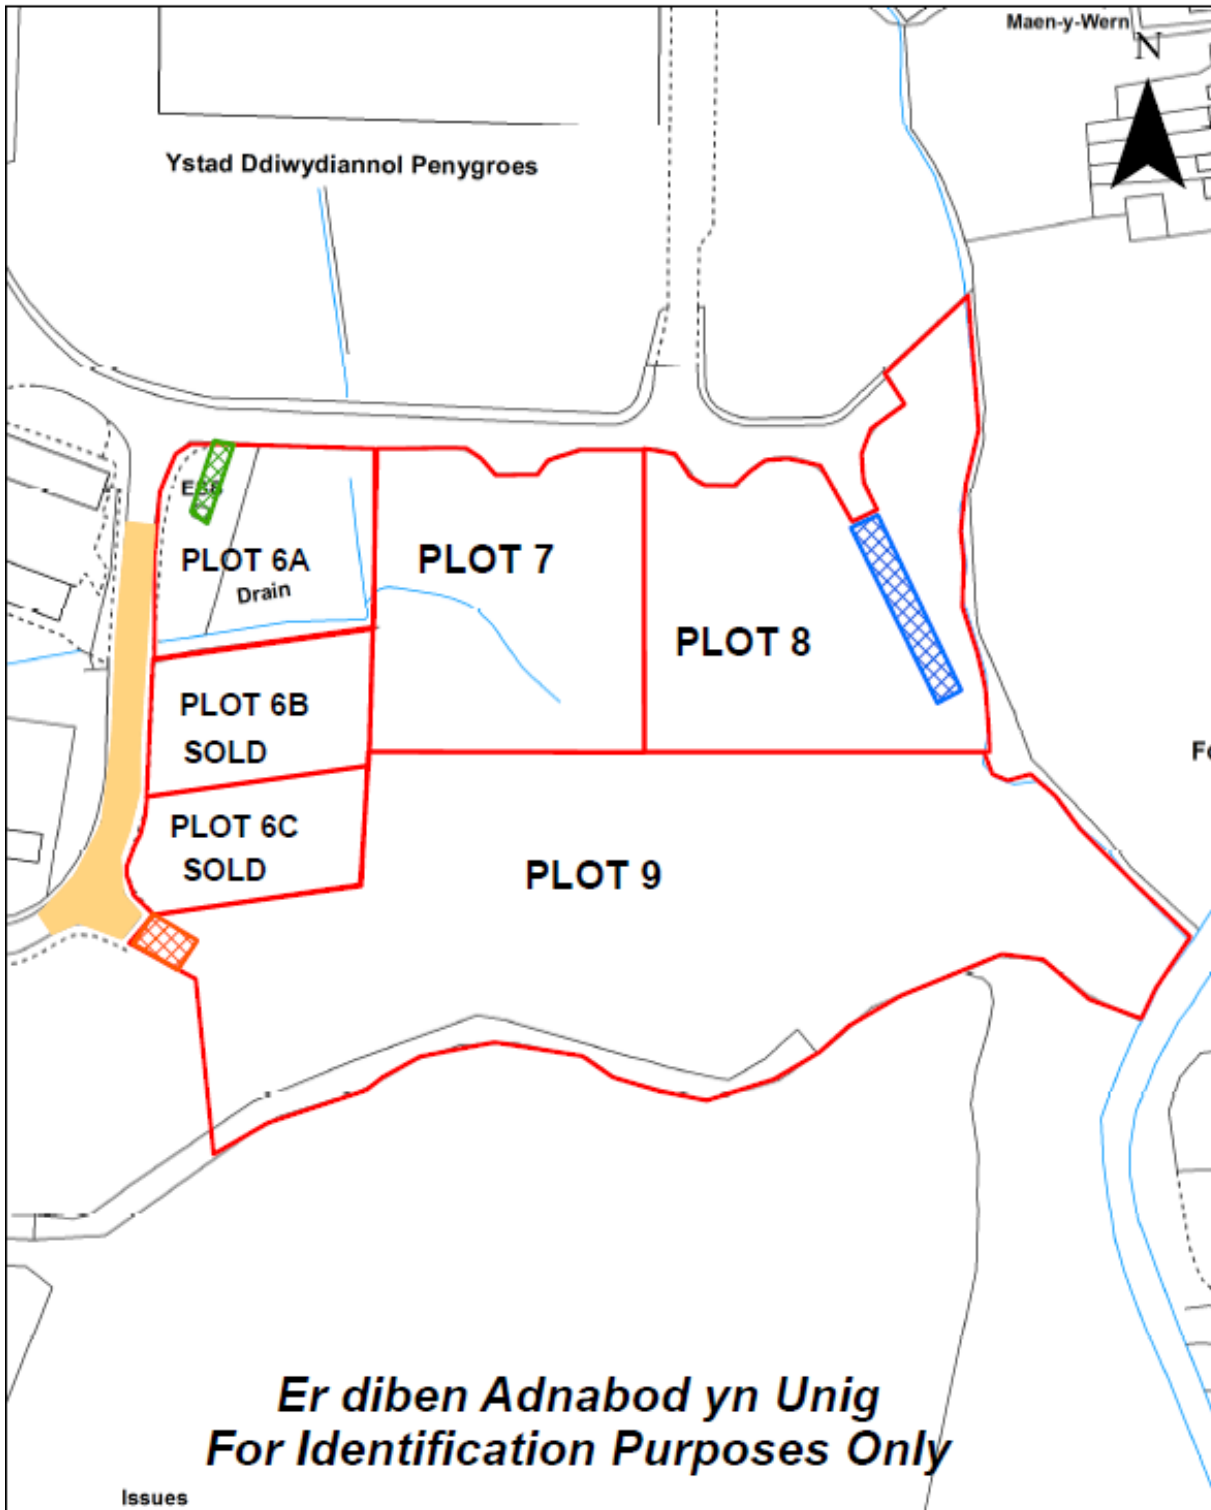 Maen-y-Wern
N
Ystad Ddiwydiannol Penygroes
PLOT 6A
Drain
PLOT 7
PLOT 8
PLOT 6B
SOLD
PLOT 6C
SOLD
PLOT 9
Er diben Adnabod yn Unig
For Identification Purposes Only
Issues